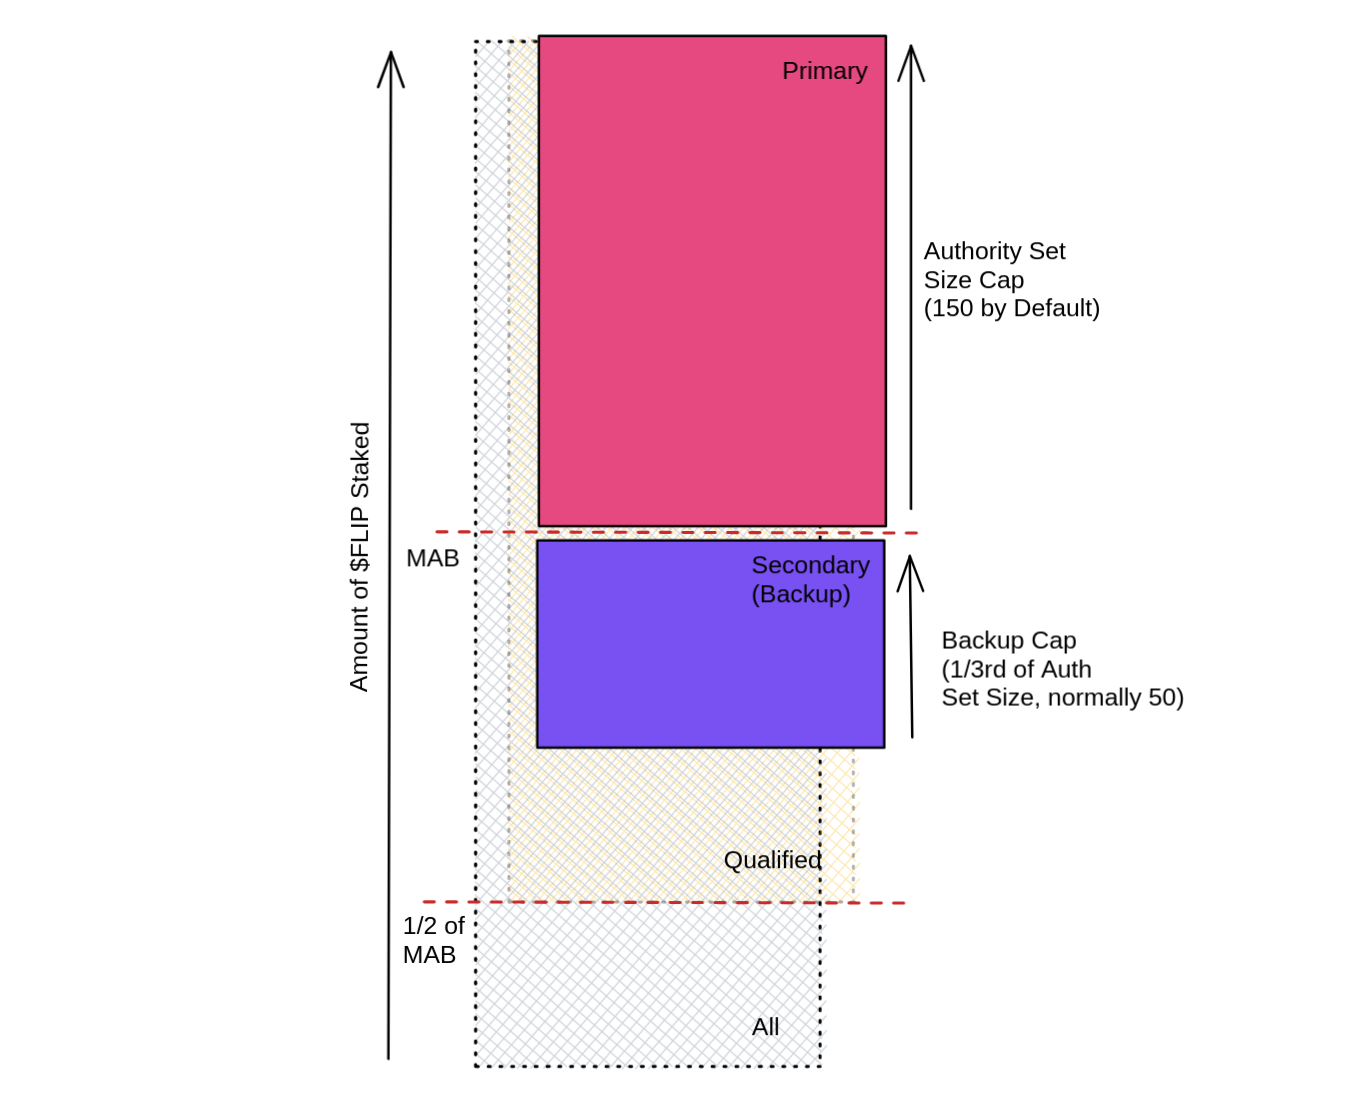 Primary
Authority Set
Size Cap
(150 by Default)
Amount of $FLIP Staked
MAB
Secondary
(Backup)
Backup Cap
(1/3rd of Auth
Set Size, normally 50)
Qualified
1/2 of
MAB
All